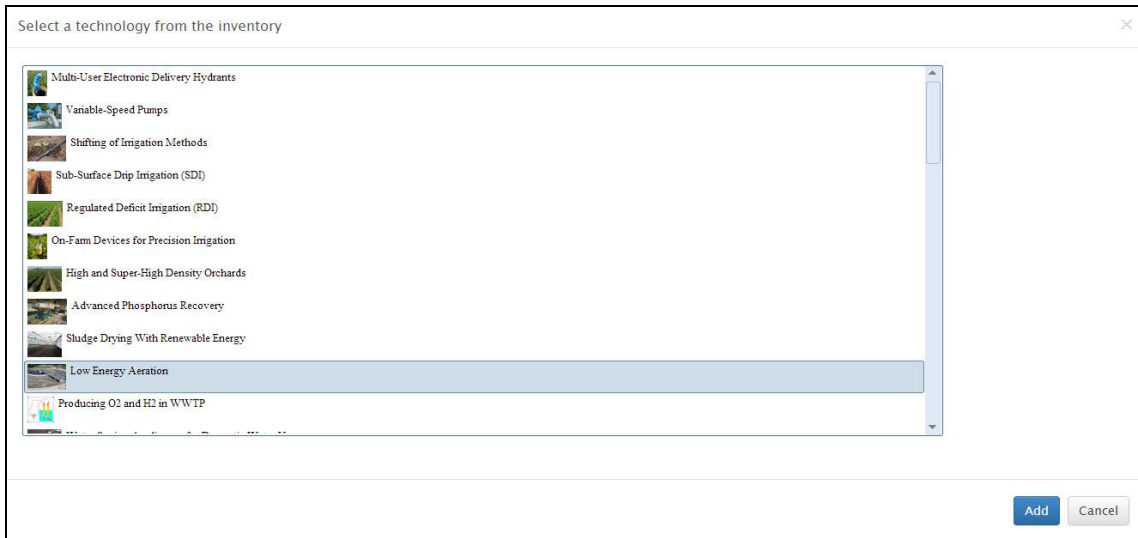 Select a technology from the inventory
Multi-User Electronic Delivery Hydrants
Variable-Speed Pumps
Shifting of Irrigation Methods
Sub-Surface Drip Irrigation (SDI)
Regulated Deficit Irrigation (RDI)
On-Farm Devices for Precision Irrigation
High and Super-High Density Orchards
Advanced Phosphorus Recovery
Sludge Drying With Renewable Energy
Low Energy Aeration
Producing O2 and H2 in WWTP
Add Cancel